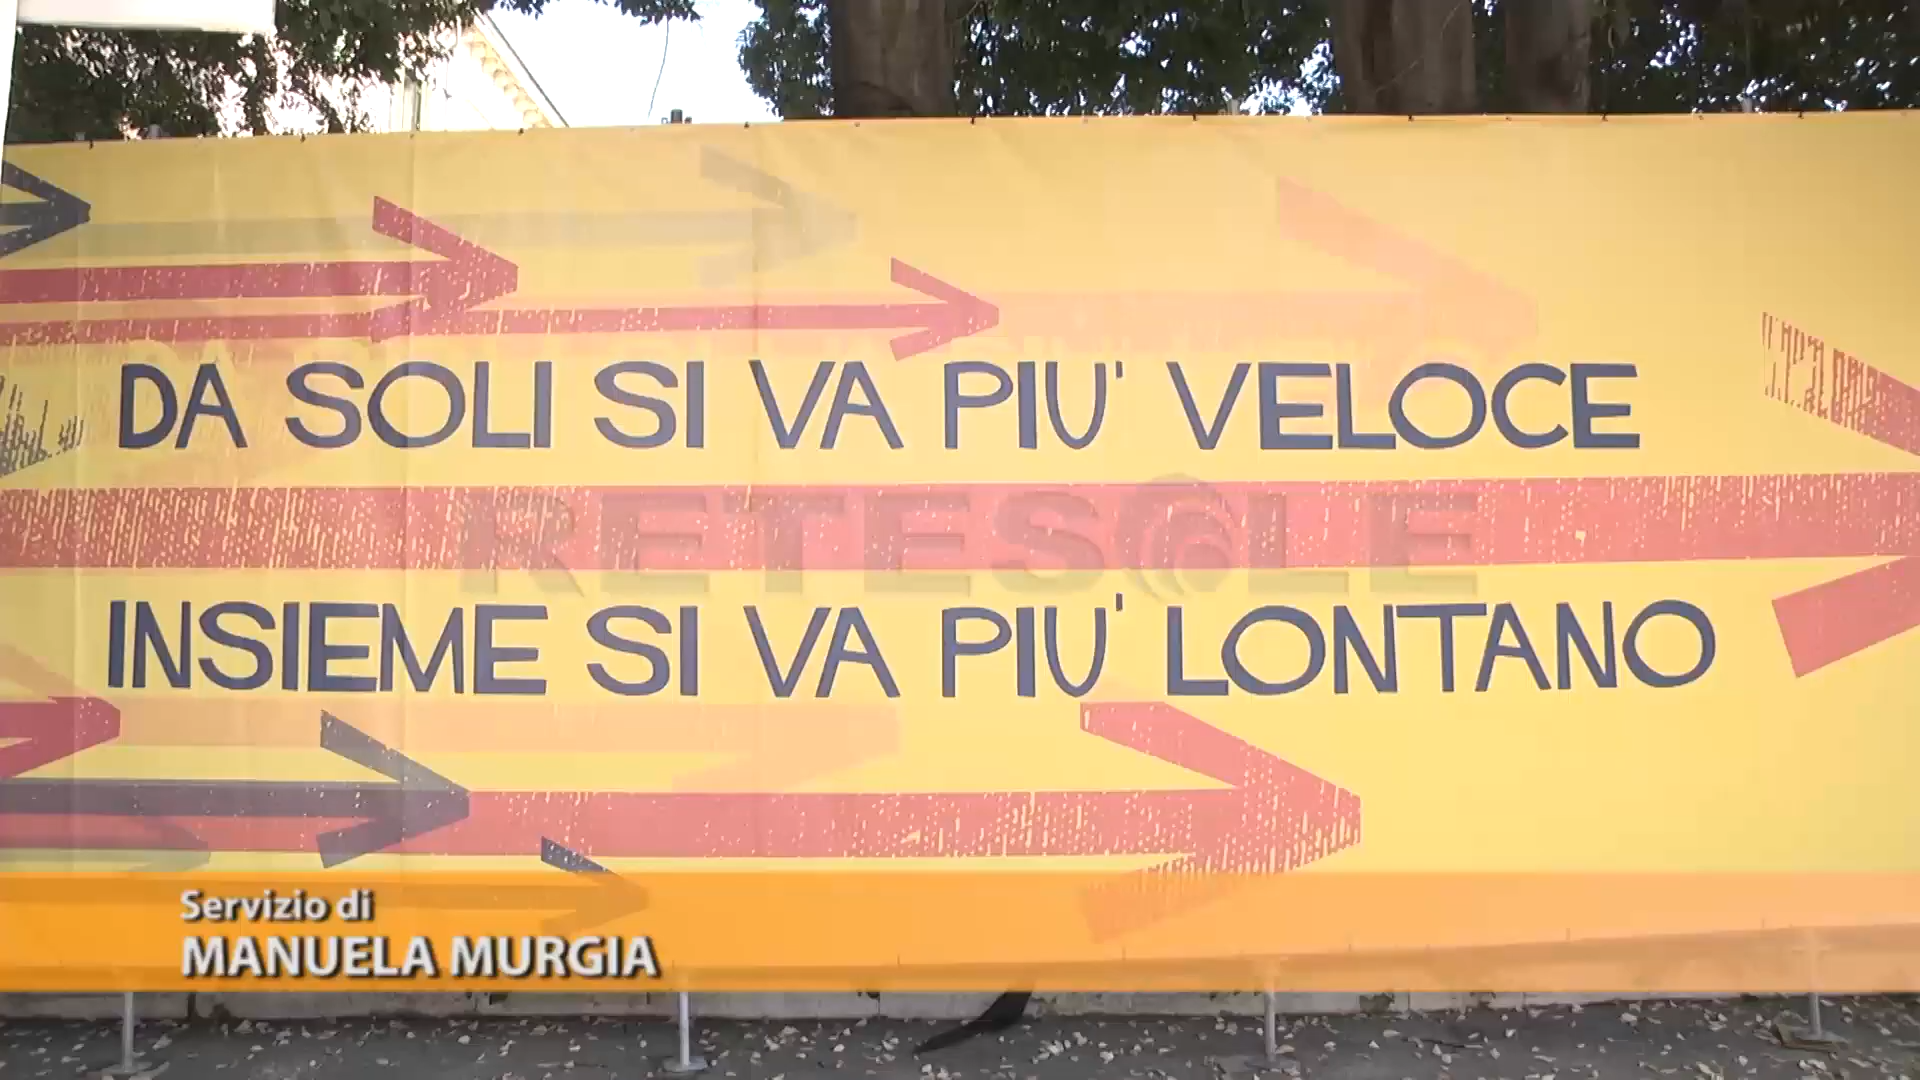 DA SOLI SI VA PIU' VELOCE
RETESOLE
INSIEME SI VA PIU' LONTANO
Servizio di
MANUELA MURGIA